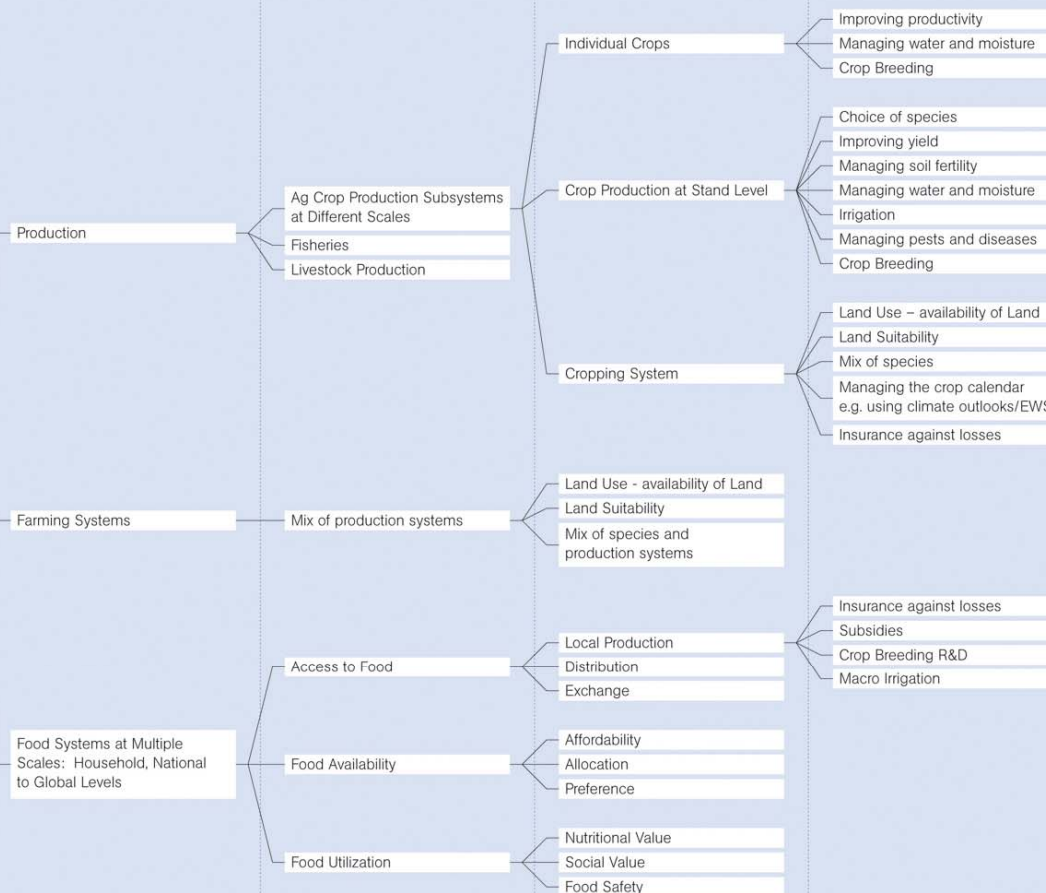 Production
Ag Crop Production Subsystems
at Different Scales
Fisheries
Livestock Production
Individual Crops
Improving productivity
Managing water and moisture
Crop Breeding
Crop Production at Stand Level
Choice of species
Improving yield
Managing soil fertility
Managing water and moisture
Irrigation
Managing pests and diseases
Crop Breeding
Cropping System
Land Use – availability of Land
Land Suitability
Mix of species
Managing the crop calendar
e.g. using climate outlooks/EWS
Insurance against losses
Farming Systems
Mix of production systems
Land Use - availability of Land
Land Suitability
Mix of species and
production systems
Food Systems at Multiple
Scales: Household, National
to Global Levels
Access to Food
Local Production
Distribution
Exchange
Insurance against losses
Subsidies
Crop Breeding R&D
Macro Irrigation
Food Availability
Affordability
Allocation
Preference
Food Utilization
Nutritional Value
Social Value
Food Safety